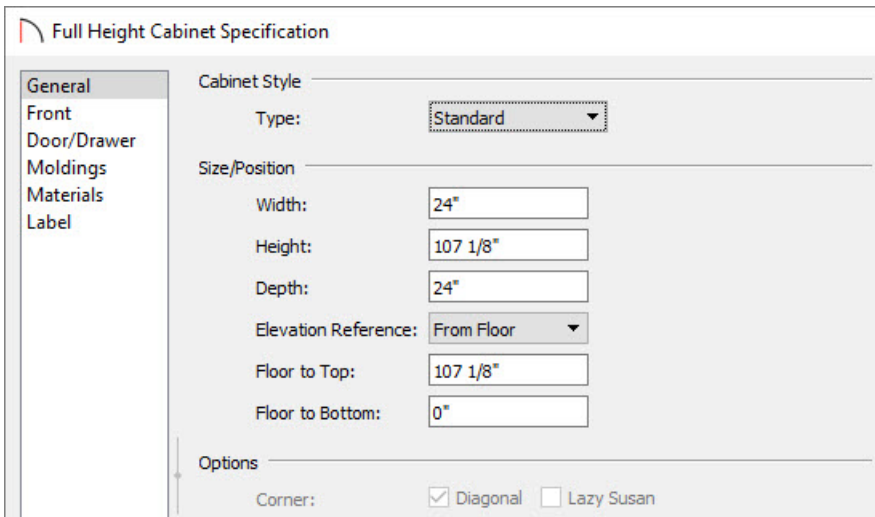 Full Height Cabinet Specification
General
Front
Door/Drawer
Moldings
Materials
Label
Cabinet Style
Type: Standard
Size/Position
Width: 24"
Height: 107 1/8"
Depth: 24"
Elevation Reference: From Floor
Floor to Top: 107 1/8"
Floor to Bottom: 0"
Options
Corner: Diagonal Lazy Susan